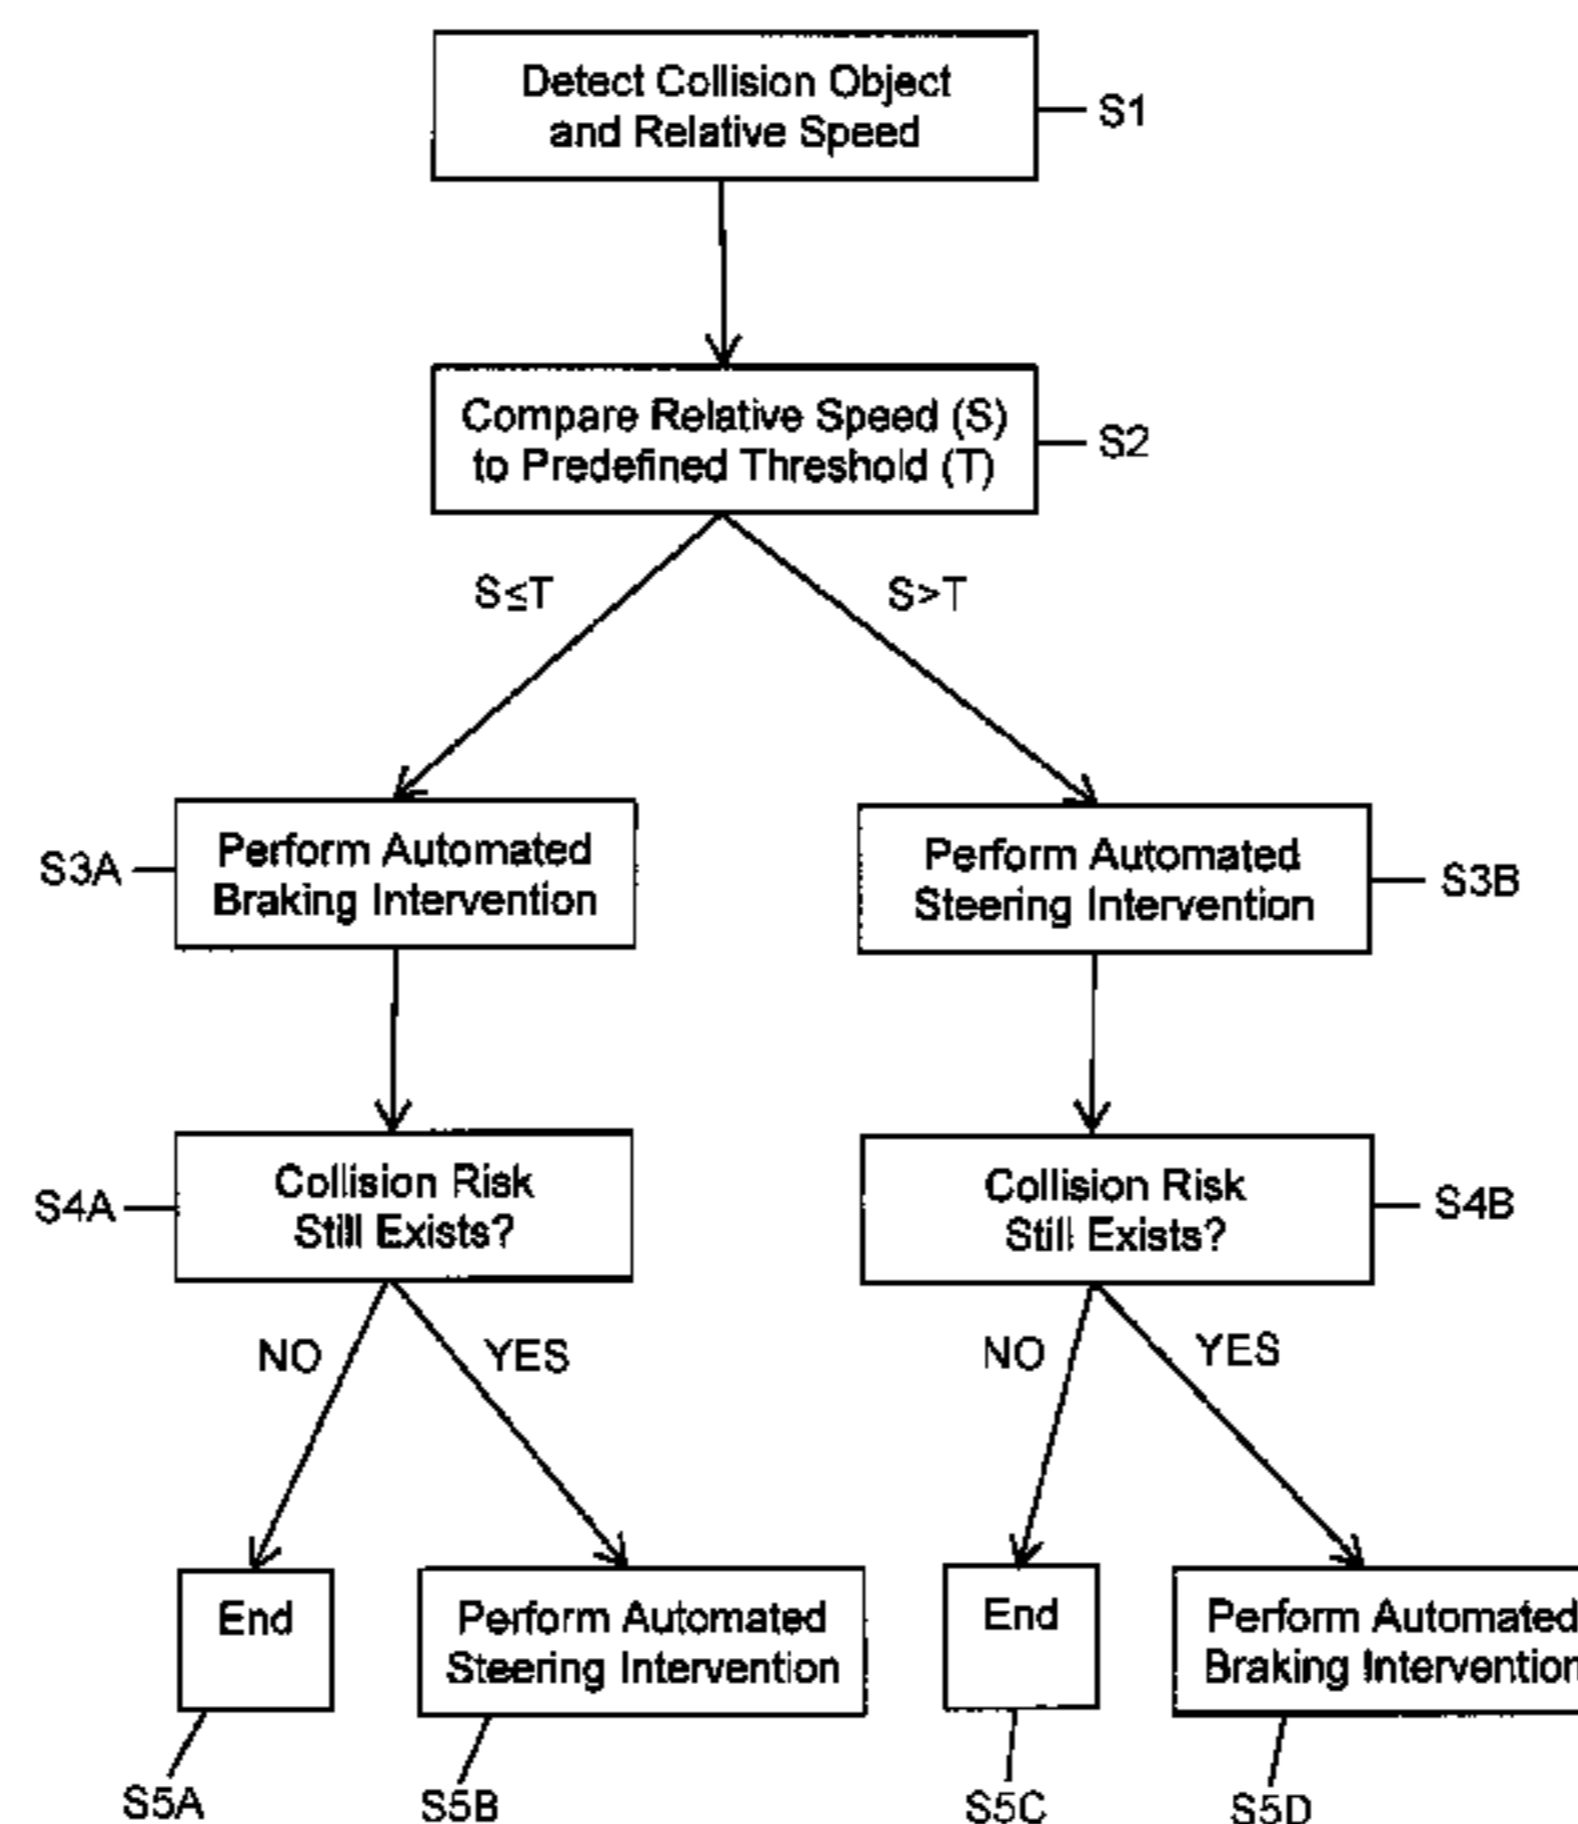 Detect Collision Object
and Relative Speed
S1
Compare Relative Speed (S)
to Predefined Threshold (T)
S2
S≤T
S>T
Perform Automated
Braking Intervention
S3A
Perform Automated
Steering Intervention
S3B
Collision Risk
Still Exists?
S4A
Collision Risk
Still Exists?
S4B
NO
YES
NO
YES
End
Perform Automated
Steering Intervention
End
Perform Automated
Braking Intervention
S5A
S5B
S5C
S5D